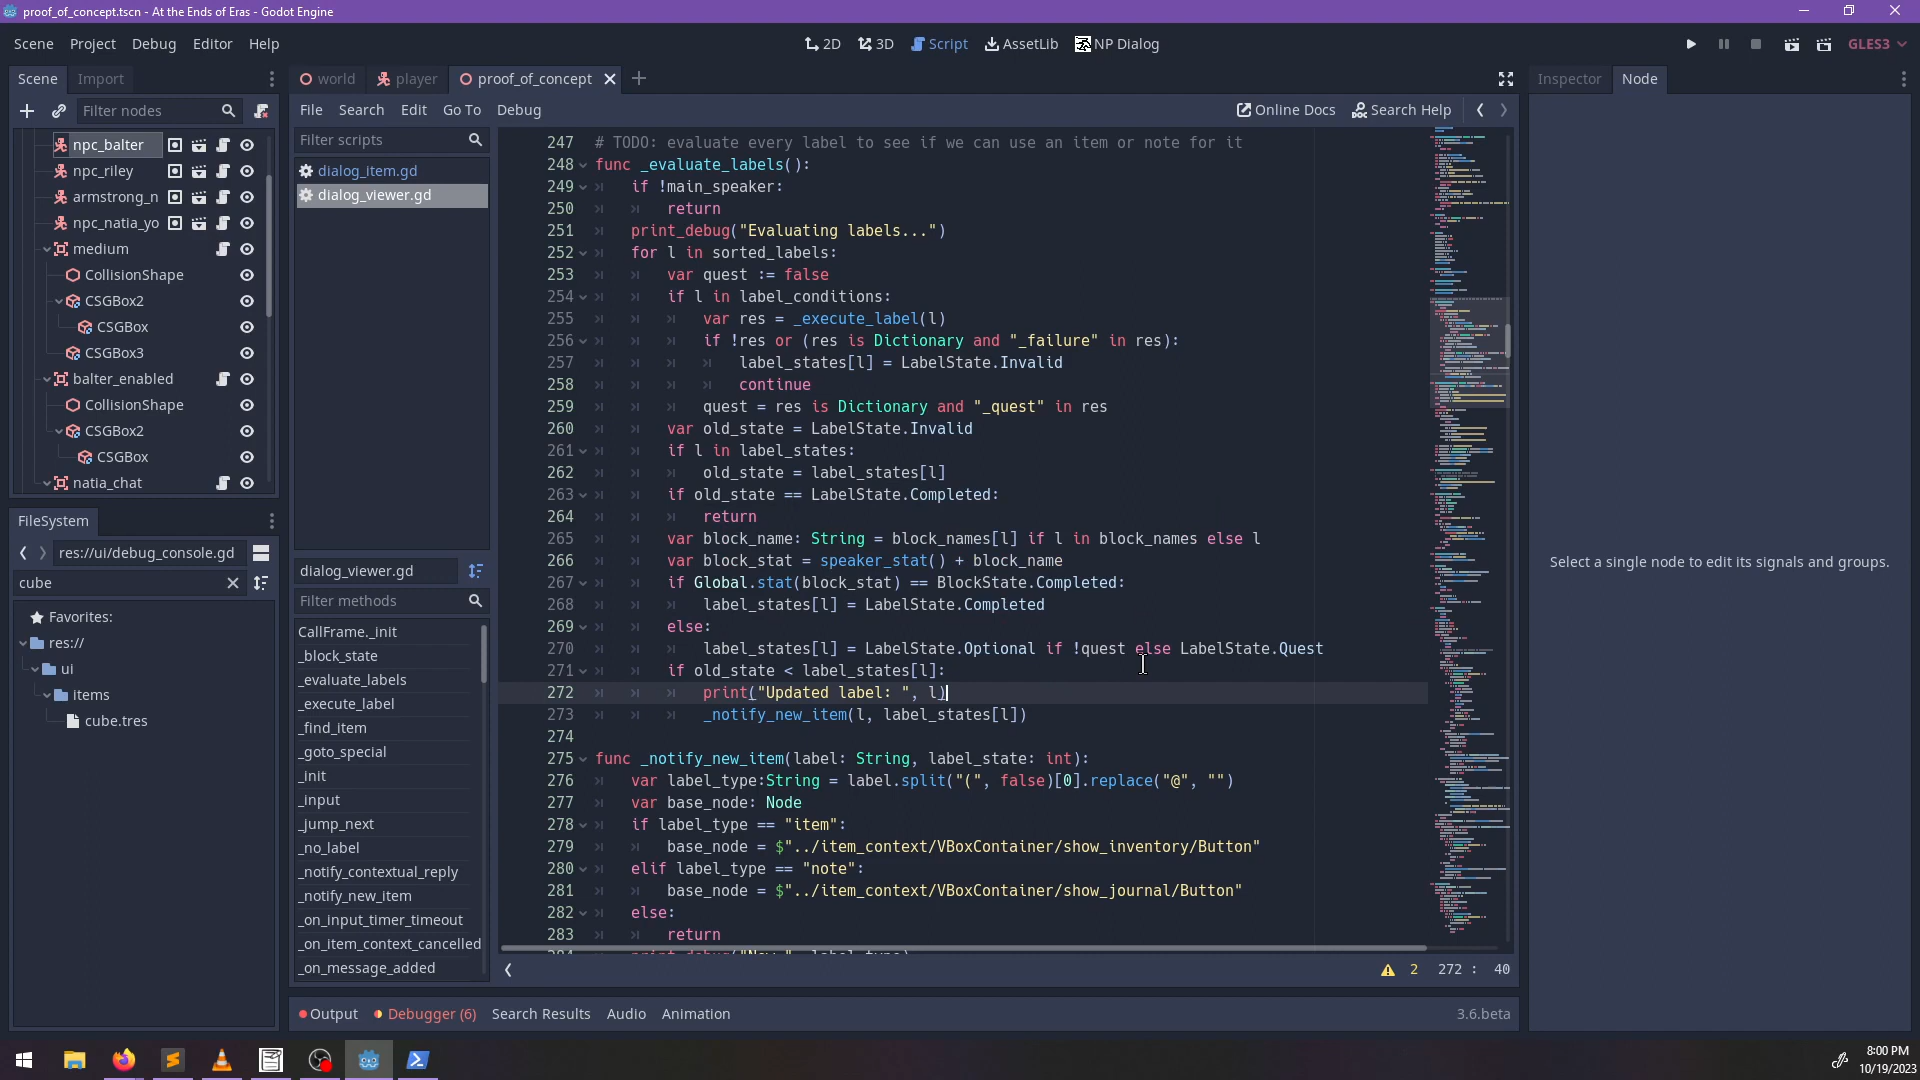 proof_of_concept.tscn - At the Ends of Eras - Godot Engine
Scene Project Debug Editor Help
2D 3D Script AssetLib NP Dialog
GLES3
Scene Import
Filter nodes
npc_balter
npc_riley
armstrong_n
npc_natia_yo
medium
CollisionShape
CSGBox2
CSGBox
CSGBox3
balter_enabled
CollisionShape
CSGBox2
CSGBox
natia_chat
FileSystem
res://ui/debug_console.gd
cube
Favorites:
res://
ui
items
cube.tres
world player proof_of_concept
File Search Edit Go To Debug
Online Docs Search Help
Filter scripts
dialog_item.gd
dialog_viewer.gd
dialog_viewer.gd
Filter methods
CallFrame._init
_block_state
_evaluate_labels
_execute_label
_find_item
_goto_special
_init
_input
_jump_next
_no_label
_notify_contextual_reply
_notify_new_item
_on_input_timer_timeout
_on_item_context_cancelled
_on_message_added
247 # TODO: evaluate every label to see if we can use an item or note for it
248 func _evaluate_labels():
249 if !main_speaker:
250 return
251 print_debug("Evaluating labels...")
252 for l in sorted_labels:
253 var quest := false
254 if l in label_conditions:
255 var res = _execute_label(l)
256 if !res or (res is Dictionary and "_failure" in res):
257 label_states[l] = LabelState.Invalid
258 continue
259 quest = res is Dictionary and "_quest" in res
260 var old_state = LabelState.Invalid
261 if l in label_states:
262 old_state = label_states[l]
263 if old_state == LabelState.Completed:
264 return
265 var block_name: String = block_names[l] if l in block_names else l
266 var block_stat = speaker_stat() + block_name
267 if Global.stat(block_stat) == BlockState.Completed:
268 label_states[l] = LabelState.Completed
269 else:
270 label_states[l] = LabelState.Optional if !quest else LabelState.Quest
271 if old_state < label_states[l]:
272 print("Updated label: ", l)
273 _notify_new_item(l, label_states[l])
274
275 func _notify_new_item(label: String, label_state: int):
276 var label_type:String = label.split("(", false)[0].replace("@", "")
277 var base_node: Node
278 if label_type == "item":
279 base_node = $"../item_context/VBoxContainer/show_inventory/Button"
280 elif label_type == "note":
281 base_node = $"../item_context/VBoxContainer/show_journal/Button"
282 else:
283 return
2 272 : 40
Output Debugger (6) Search Results Audio Animation
3.6.beta
Inspector Node
Select a single node to edit its signals and groups.
8:00 PM
10/19/2023